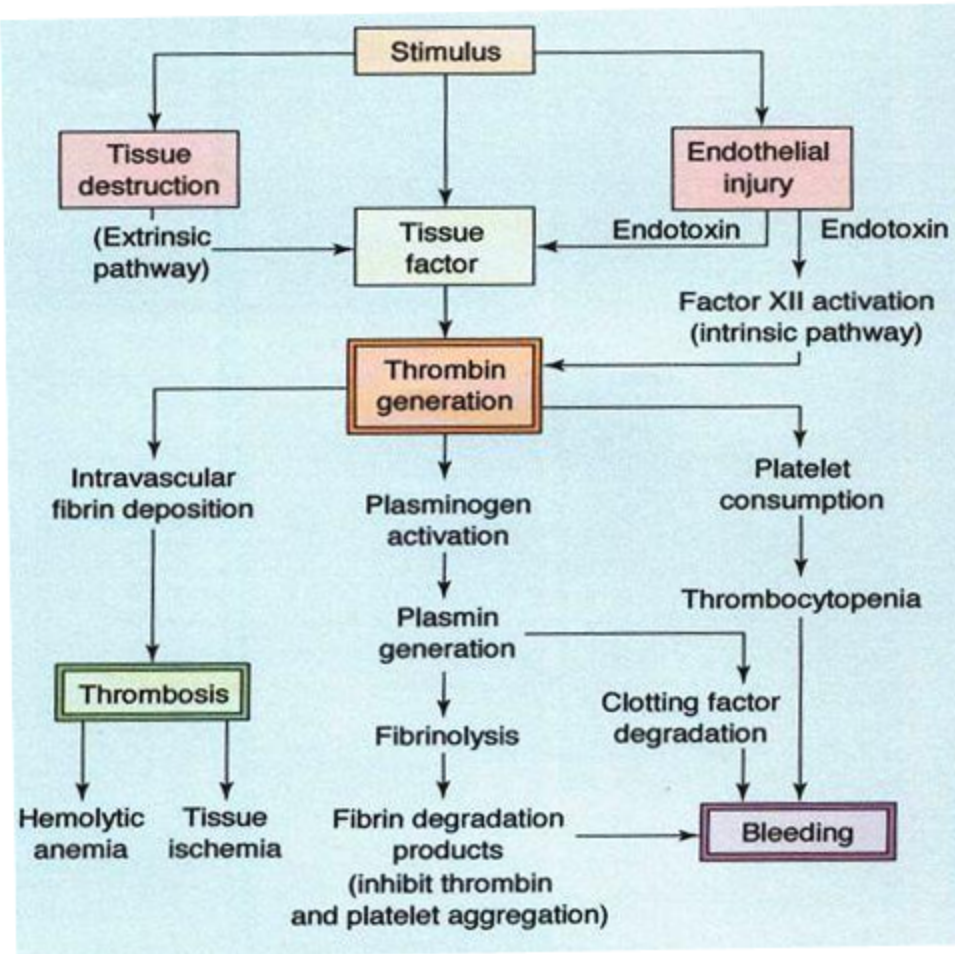 Stimulus
Tissue
destruction
Endothelial
injury
(Extrinsic
pathway)
Tissue
factor
Endotoxin
Endotoxin
Factor XII activation
(intrinsic pathway)
Thrombin
generation
Intravascular
fibrin deposition
Plasminogen
activation
Platelet
consumption
Plasmin
generation
Thrombocytopenia
Thrombosis
Clotting factor
degradation
Fibrinolysis
Hemolytic
anemia
Tissue
ischemia
Fibrin degradation
products
(inhibit thrombin
and platelet aggregation)
Bleeding